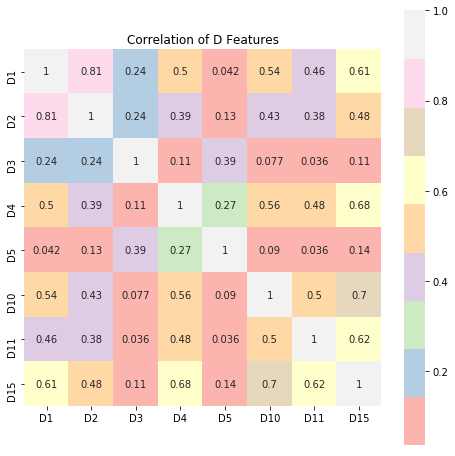 Correlation of D Features
1.0
D1 1 0.81 0.24 0.5 0.042 0.54 0.46 0.61
0.8
D2 0.81 1 0.24 0.39 0.13 0.43 0.38 0.48
D3 0.24 0.24 1 0.11 0.39 0.077 0.036 0.11
0.6
D4 0.5 0.39 0.11 1 0.27 0.56 0.48 0.68
D5 0.042 0.13 0.39 0.27 1 0.09 0.036 0.14
0.4
D10 0.54 0.43 0.077 0.56 0.09 1 0.5 0.7
D11 0.46 0.38 0.036 0.48 0.036 0.5 1 0.62
0.2
D15 0.61 0.48 0.11 0.68 0.14 0.7 0.62 1
D1 D2 D3 D4 D5 D10 D11 D15